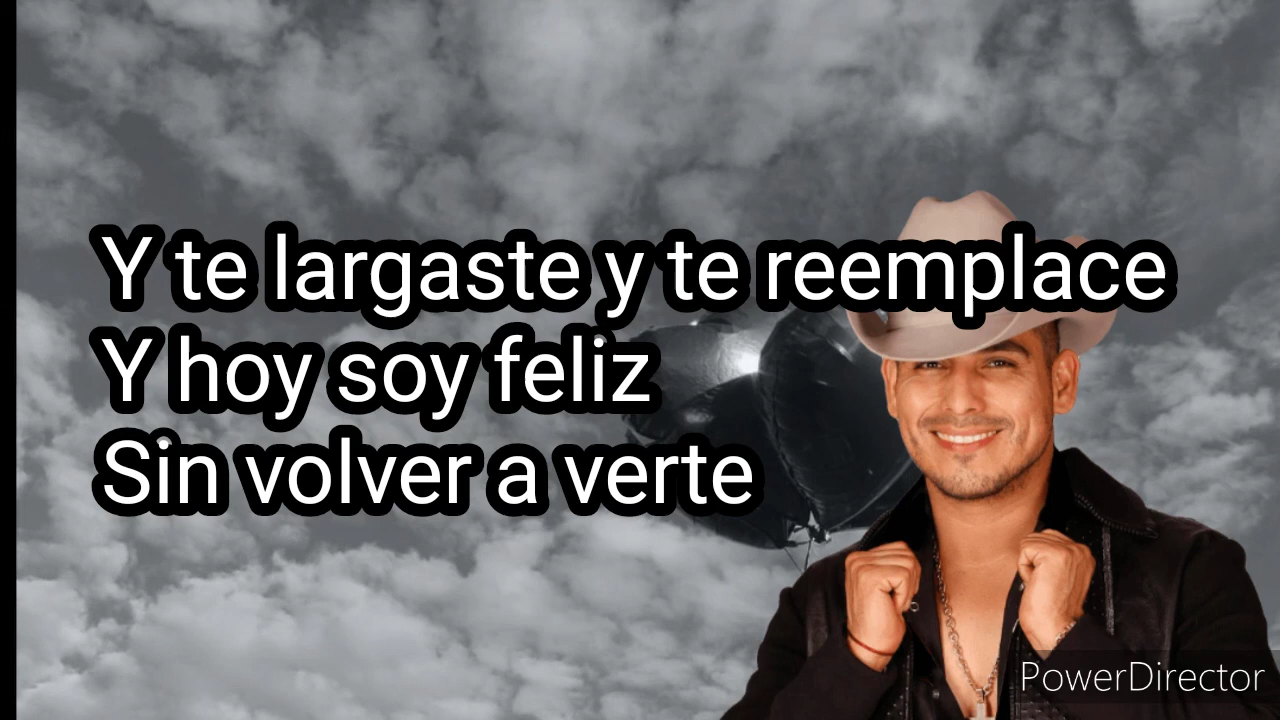 Y te largaste y te reemplace
Y hoy soy feliz
Sin volver a verte
PowerDirector